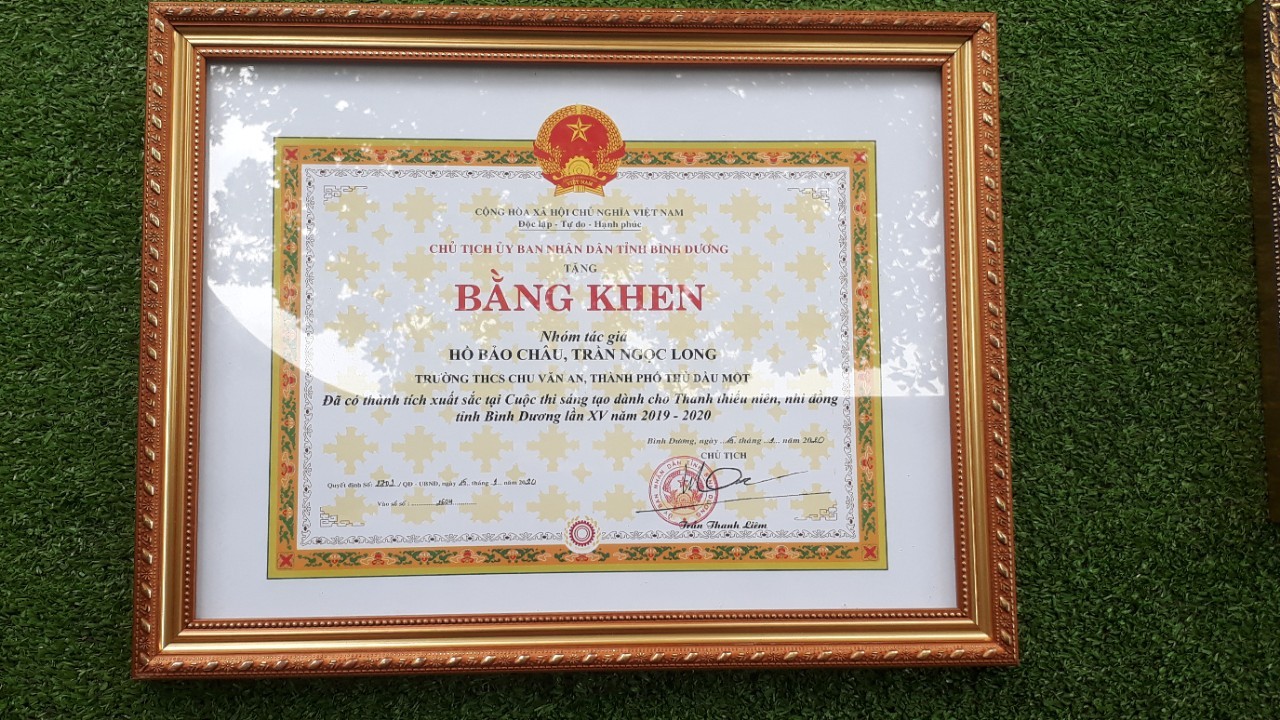 VIỆT NAM
CỘNG HÒA XÃ HỘI CHỦ NGHĨA VIỆT NAM
Độc lập - Tự do - Hạnh phúc
CHỦ TỊCH ỦY BAN NHÂN DÂN TỈNH BÌNH DƯƠNG
TẶNG
BẰNG KHEN
Nhóm tác giả
HỒ BẢO CHÂU, TRẦN NGỌC LONG
TRƯỜNG THCS CHU VĂN AN, THÀNH PHỐ THỦ DẦU MỘT
Đã có thành tích xuất sắc tại Cuộc thi sáng tạo dành cho Thanh thiếu niên, nhi đồng
tỉnh Bình Dương lần XV năm 2019 - 2020
Bình Dương, ngày tháng năm 2020
CHỦ TỊCH
Quyết định Số: / QĐ - UBND, ngày tháng năm 2020
Vào sổ số :
Trần Thanh Liêm